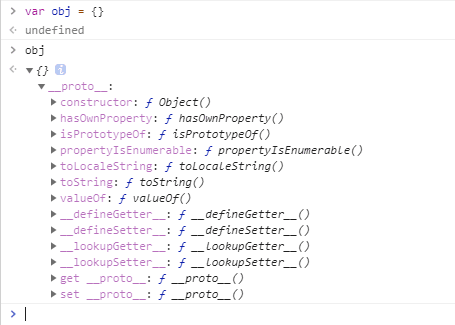 > var obj = {}
undefined
> obj
{} i
__proto__:
constructor: ƒ Object()
hasOwnProperty: ƒ hasOwnProperty()
isPrototypeOf: ƒ isPrototypeOf()
propertyIsEnumerable: ƒ propertyIsEnumerable()
toLocaleString: ƒ toLocaleString()
toString: ƒ toString()
valueOf: ƒ valueOf()
__defineGetter__: ƒ __defineGetter__()
__defineSetter__: ƒ __defineSetter__()
__lookupGetter__: ƒ __lookupGetter__()
__lookupSetter__: ƒ __lookupSetter__()
get __proto__: ƒ __proto__()
set __proto__: ƒ __proto__()
>